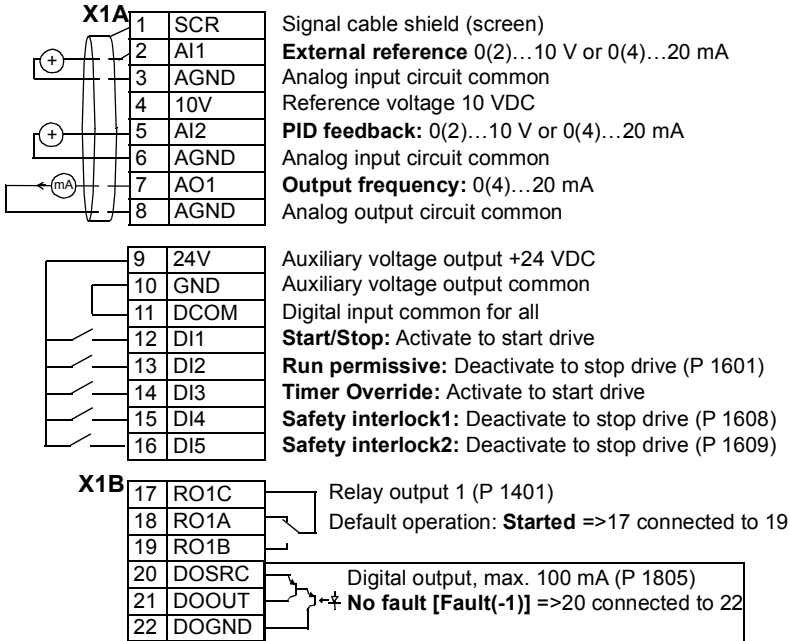 X1A
1 SCR Signal cable shield (screen)
2 AI1 External reference 0(2)…10 V or 0(4)…20 mA
3 AGND Analog input circuit common
4 10V Reference voltage 10 VDC
5 AI2 PID feedback: 0(2)…10 V or 0(4)…20 mA
6 AGND Analog input circuit common
7 AO1 Output frequency: 0(4)…20 mA
8 AGND Analog output circuit common
+
+
mA
9 24V Auxiliary voltage output +24 VDC
10 GND Auxiliary voltage output common
11 DCOM Digital input common for all
12 DI1 Start/Stop: Activate to start drive
13 DI2 Run permissive: Deactivate to stop drive (P 1601)
14 DI3 Timer Override: Activate to start drive
15 DI4 Safety interlock1: Deactivate to stop drive (P 1608)
16 DI5 Safety interlock2: Deactivate to stop drive (P 1609)
X1B
17 RO1C Relay output 1 (P 1401)
18 RO1A Default operation: Started =>17 connected to 19
19 RO1B
20 DOSRC Digital output, max. 100 mA (P 1805)
21 DOOUT No fault [Fault(-1)] =>20 connected to 22
22 DOGND